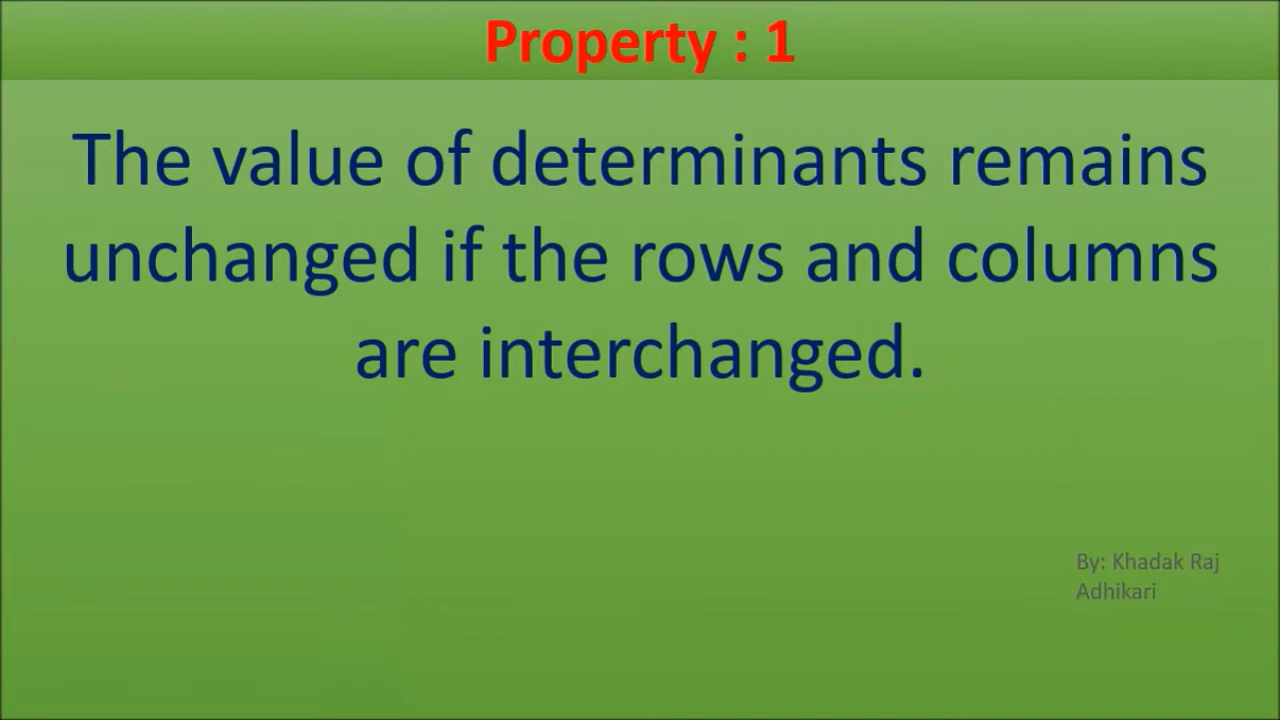 Property : 1
The value of determinants remains
unchanged if the rows and columns
are interchanged.
By: Khadak Raj
Adhikari